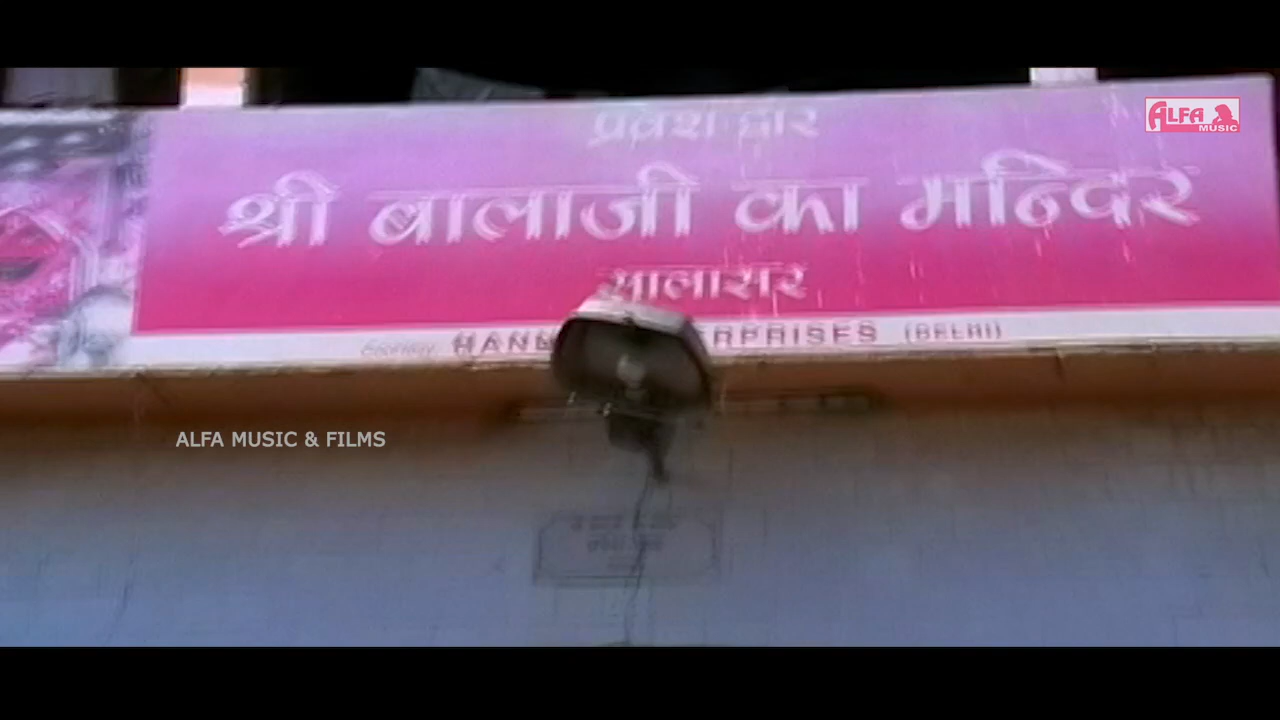 प्रवेश द्वार
ALFA
MUSIC
श्री बालाजी का मन्दिर
सालासर
ENTERPRISES (DELHI)
ALFA MUSIC & FILMS